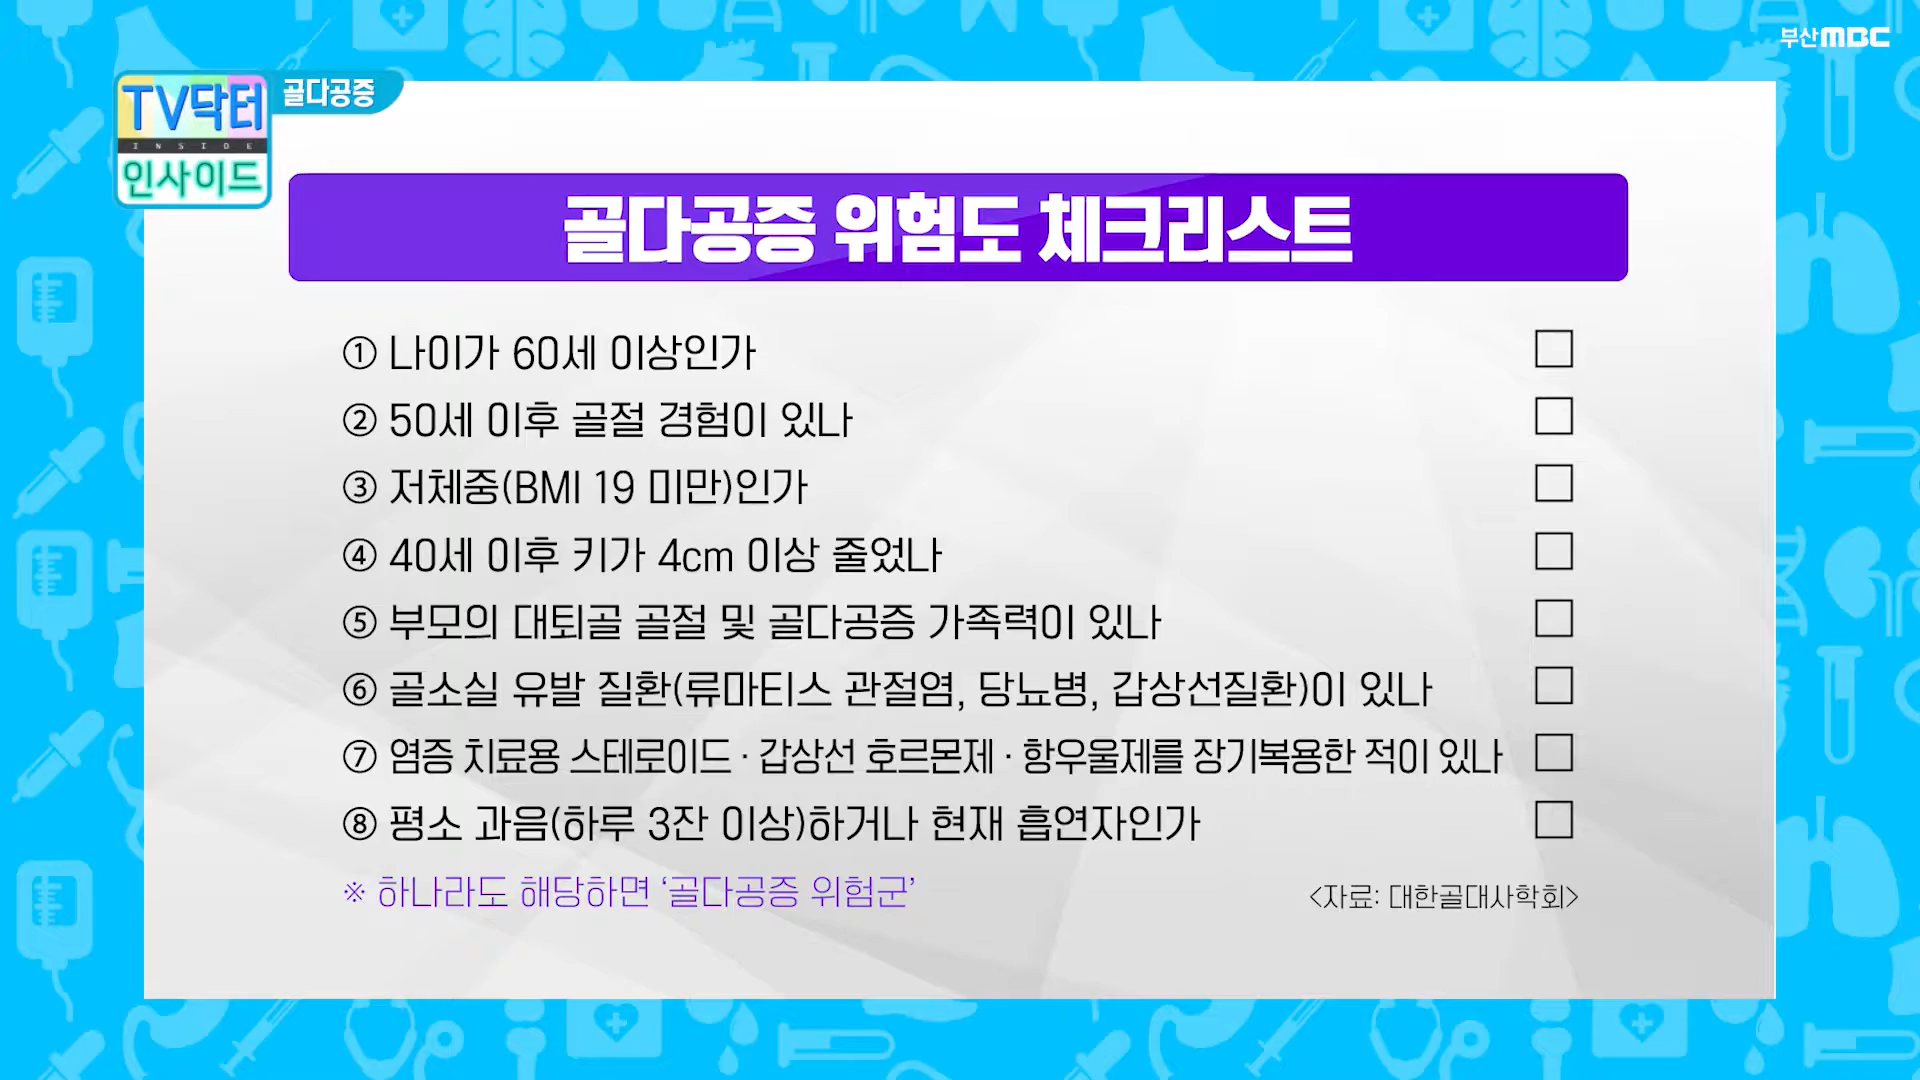 부산MBC
TV닥터
INSIDE
인사이드
골다공증
골다공증 위험도 체크리스트
① 나이가 60세 이상인가
② 50세 이후 골절 경험이 있나
③ 저체중(BMI 19 미만)인가
④ 40세 이후 키가 4cm 이상 줄었나
⑤ 부모의 대퇴골 골절 및 골다공증 가족력이 있나
⑥ 골소실 유발 질환(류마티스 관절염, 당뇨병, 갑상선질환)이 있나
⑦ 염증 치료용 스테로이드 · 갑상선 호르몬제 · 항우울제를 장기복용한 적이 있나
⑧ 평소 과음(하루 3잔 이상)하거나 현재 흡연자인가
※ 하나라도 해당하면 ‘골다공증 위험군’
<자료: 대한골대사학회>